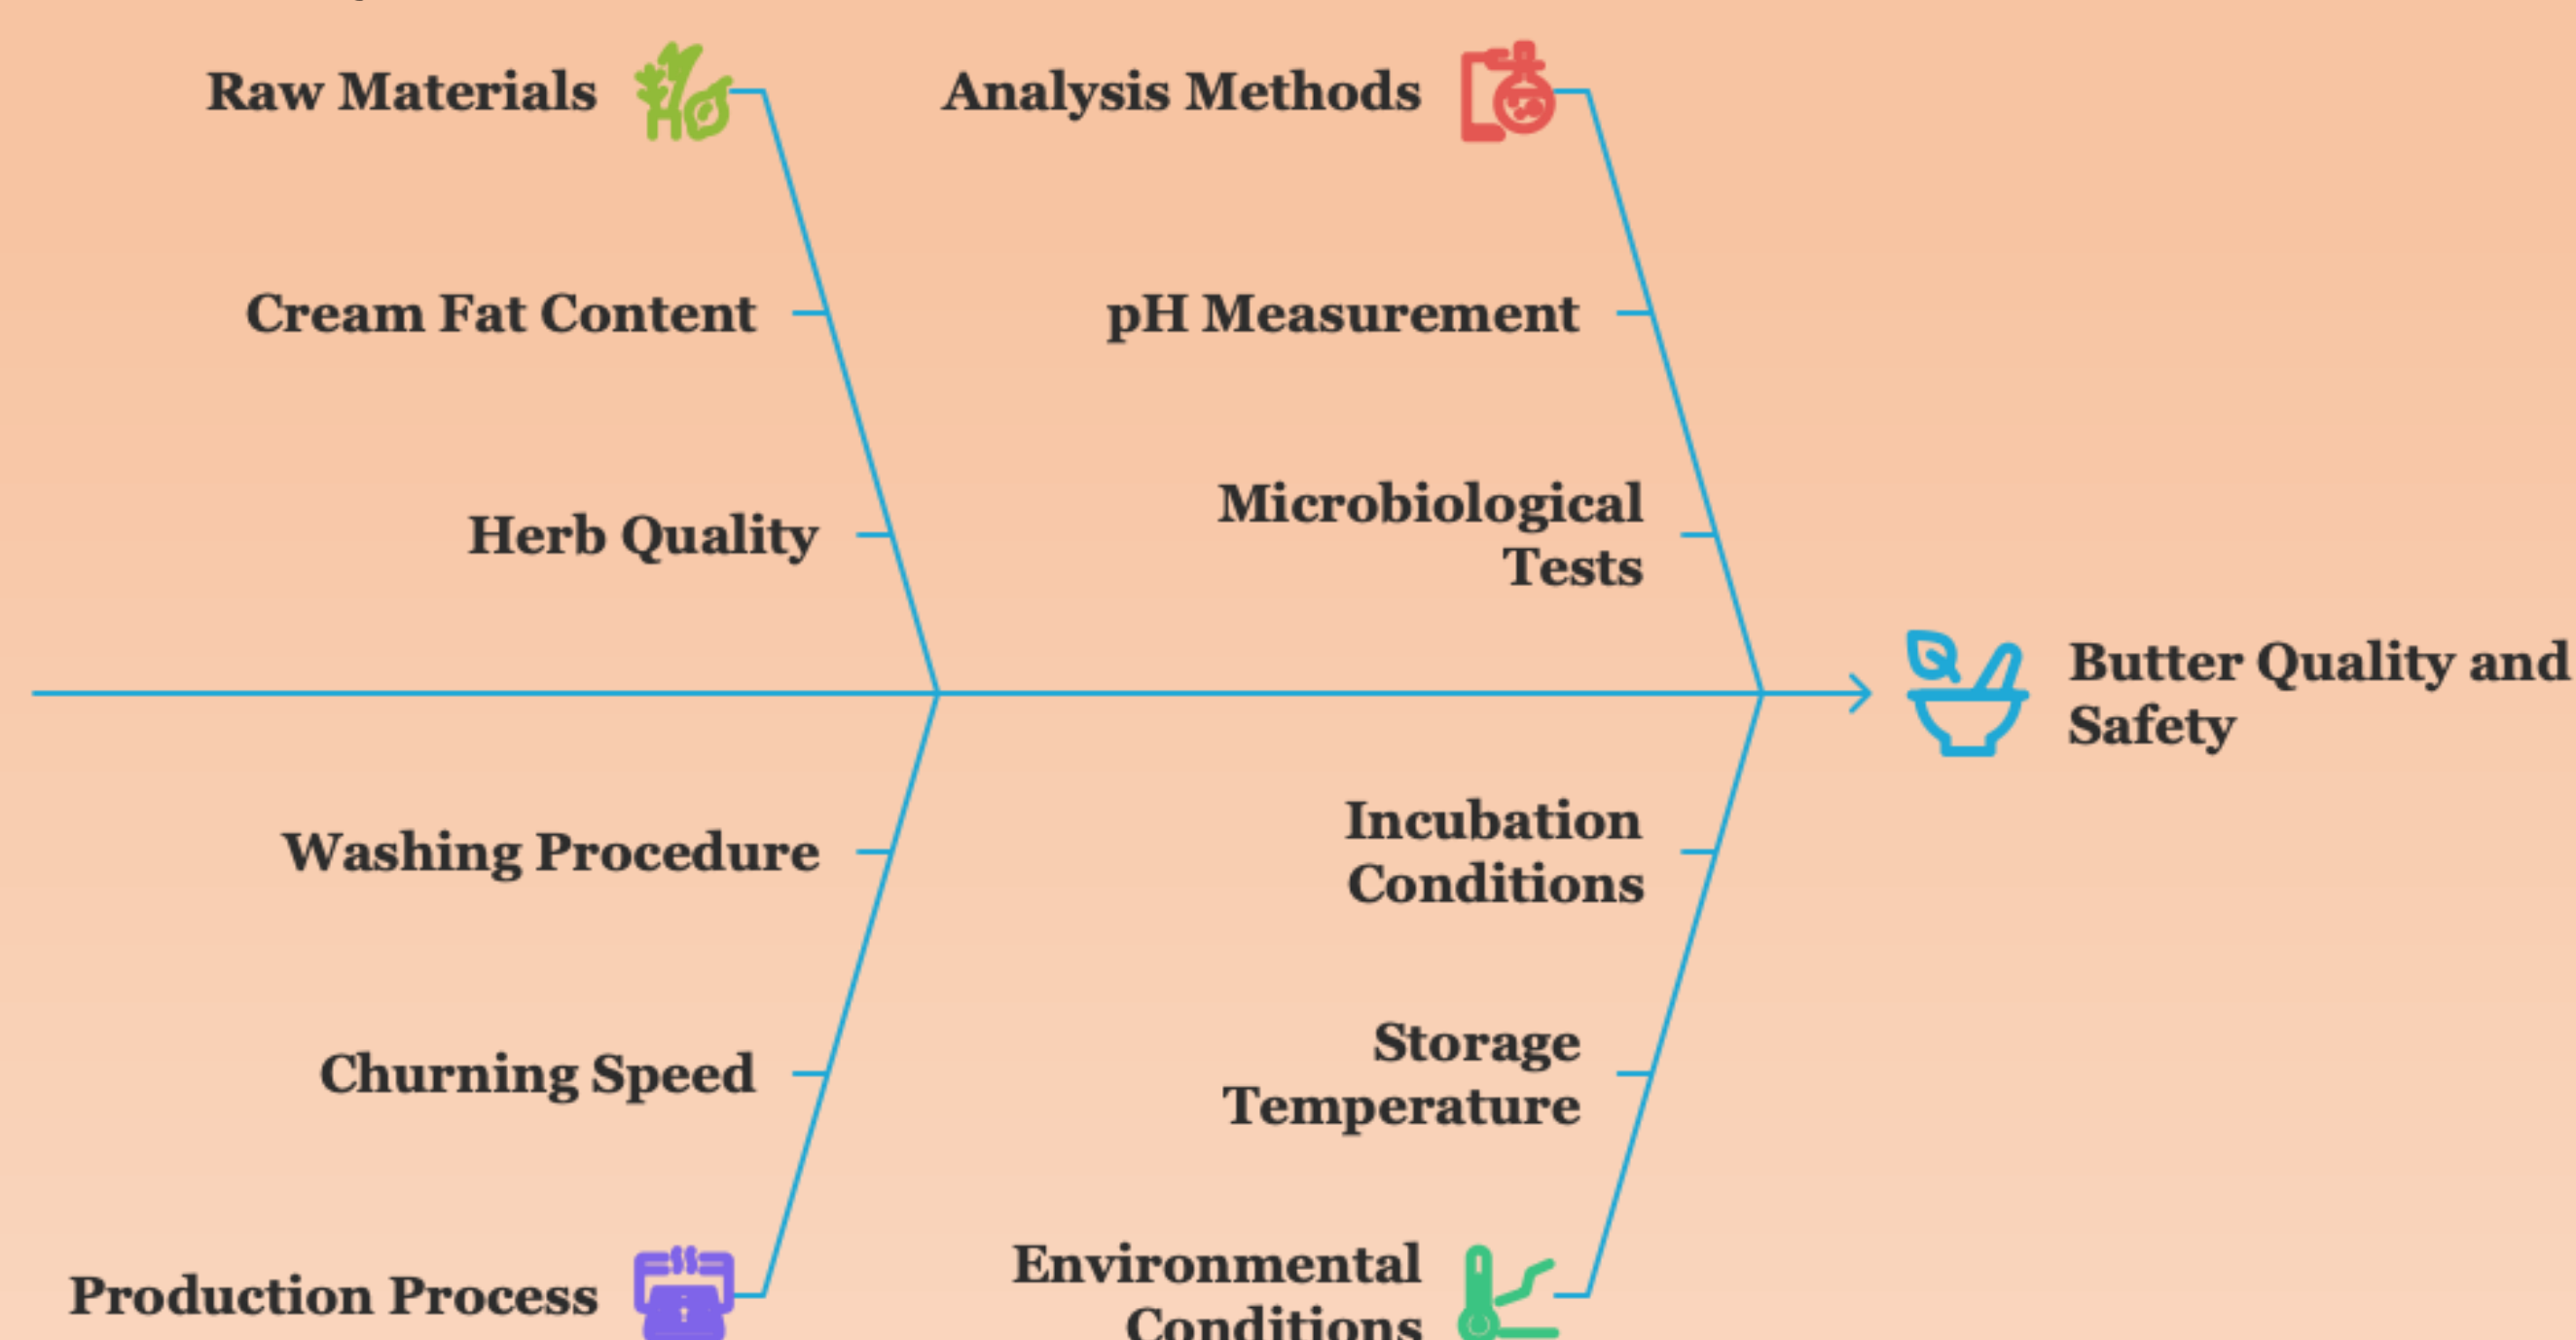 Raw Materials
Analysis Methods
Cream Fat Content
pH Measurement
Herb Quality
Microbiological
Tests
Butter Quality and
Safety
Washing Procedure
Incubation
Conditions
Churning Speed
Storage
Temperature
Production Process
Environmental
Conditions